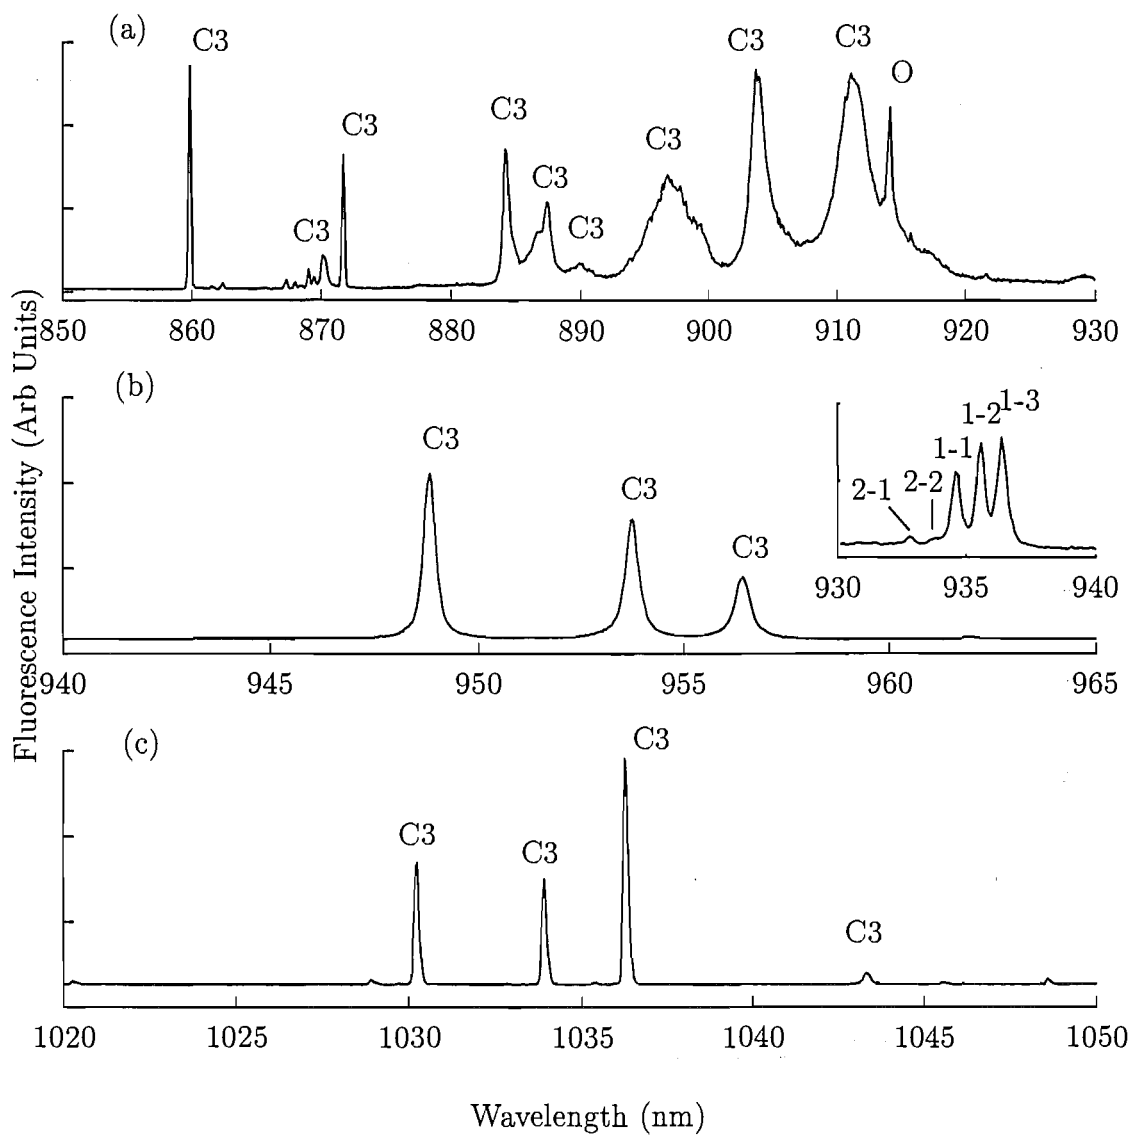 (a)
C3
C3
C3
C3
C3
C3
C3
C3
C3
O
850 860 870 880 890 900 910 920 930
Fluorescence Intensity (Arb Units)
(b)
C3
C3
C3
1-3
1-2
1-1
2-2
2-1
930 935 940
940 945 950 955 960 965
(c)
C3
C3
C3
C3
1020 1025 1030 1035 1040 1045 1050
Wavelength (nm)